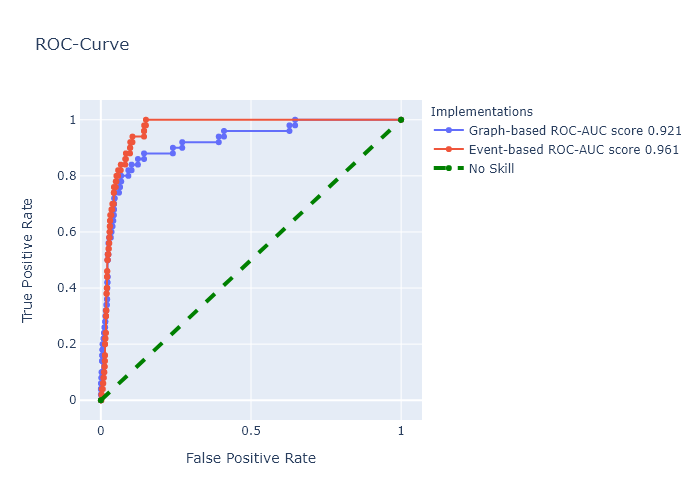 ROC-Curve
Implementations
Graph-based ROC-AUC score 0.921
Event-based ROC-AUC score 0.961
No Skill
True Positive Rate
1
0.8
0.6
0.4
0.2
0
0
0.5
1
False Positive Rate